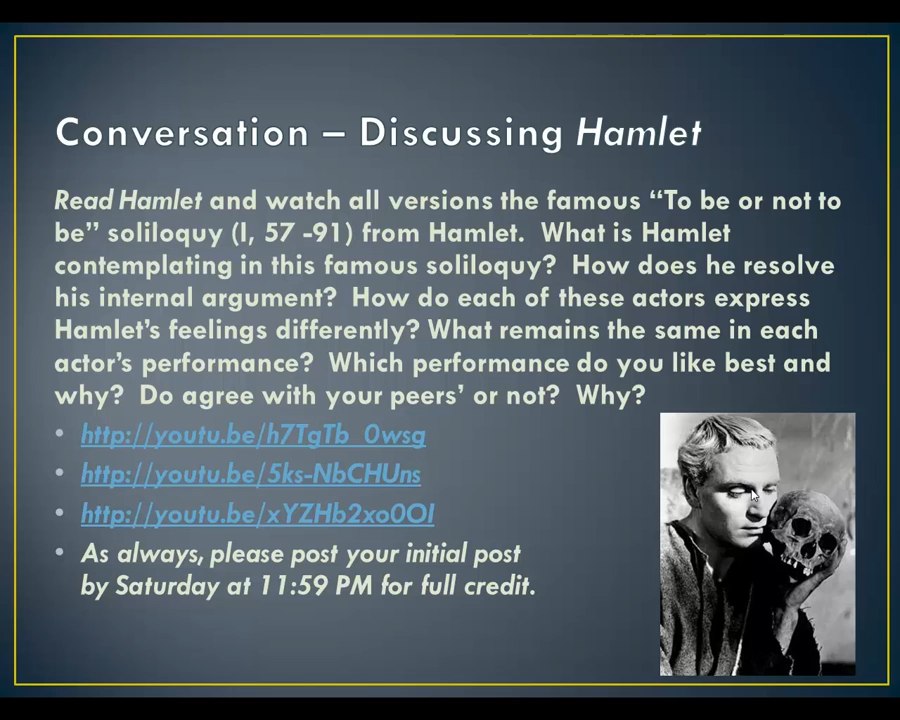 Conversation – Discussing Hamlet
Read Hamlet and watch all versions the famous “To be or not to
be” soliloquy (I, 57 -91) from Hamlet.  What is Hamlet
contemplating in this famous soliloquy?  How does he resolve
his internal argument?  How do each of these actors express
Hamlet’s feelings differently? What remains the same in each
actor’s performance?  Which performance do you like best and
why?  Do agree with your peers’ or not?  Why?
• http://youtu.be/h7TgTb_0wsg
• http://youtu.be/5ks-NbCHUns
• http://youtu.be/xYZHb2xo0OI
• As always, please post your initial post
by Saturday at 11:59 PM for full credit.